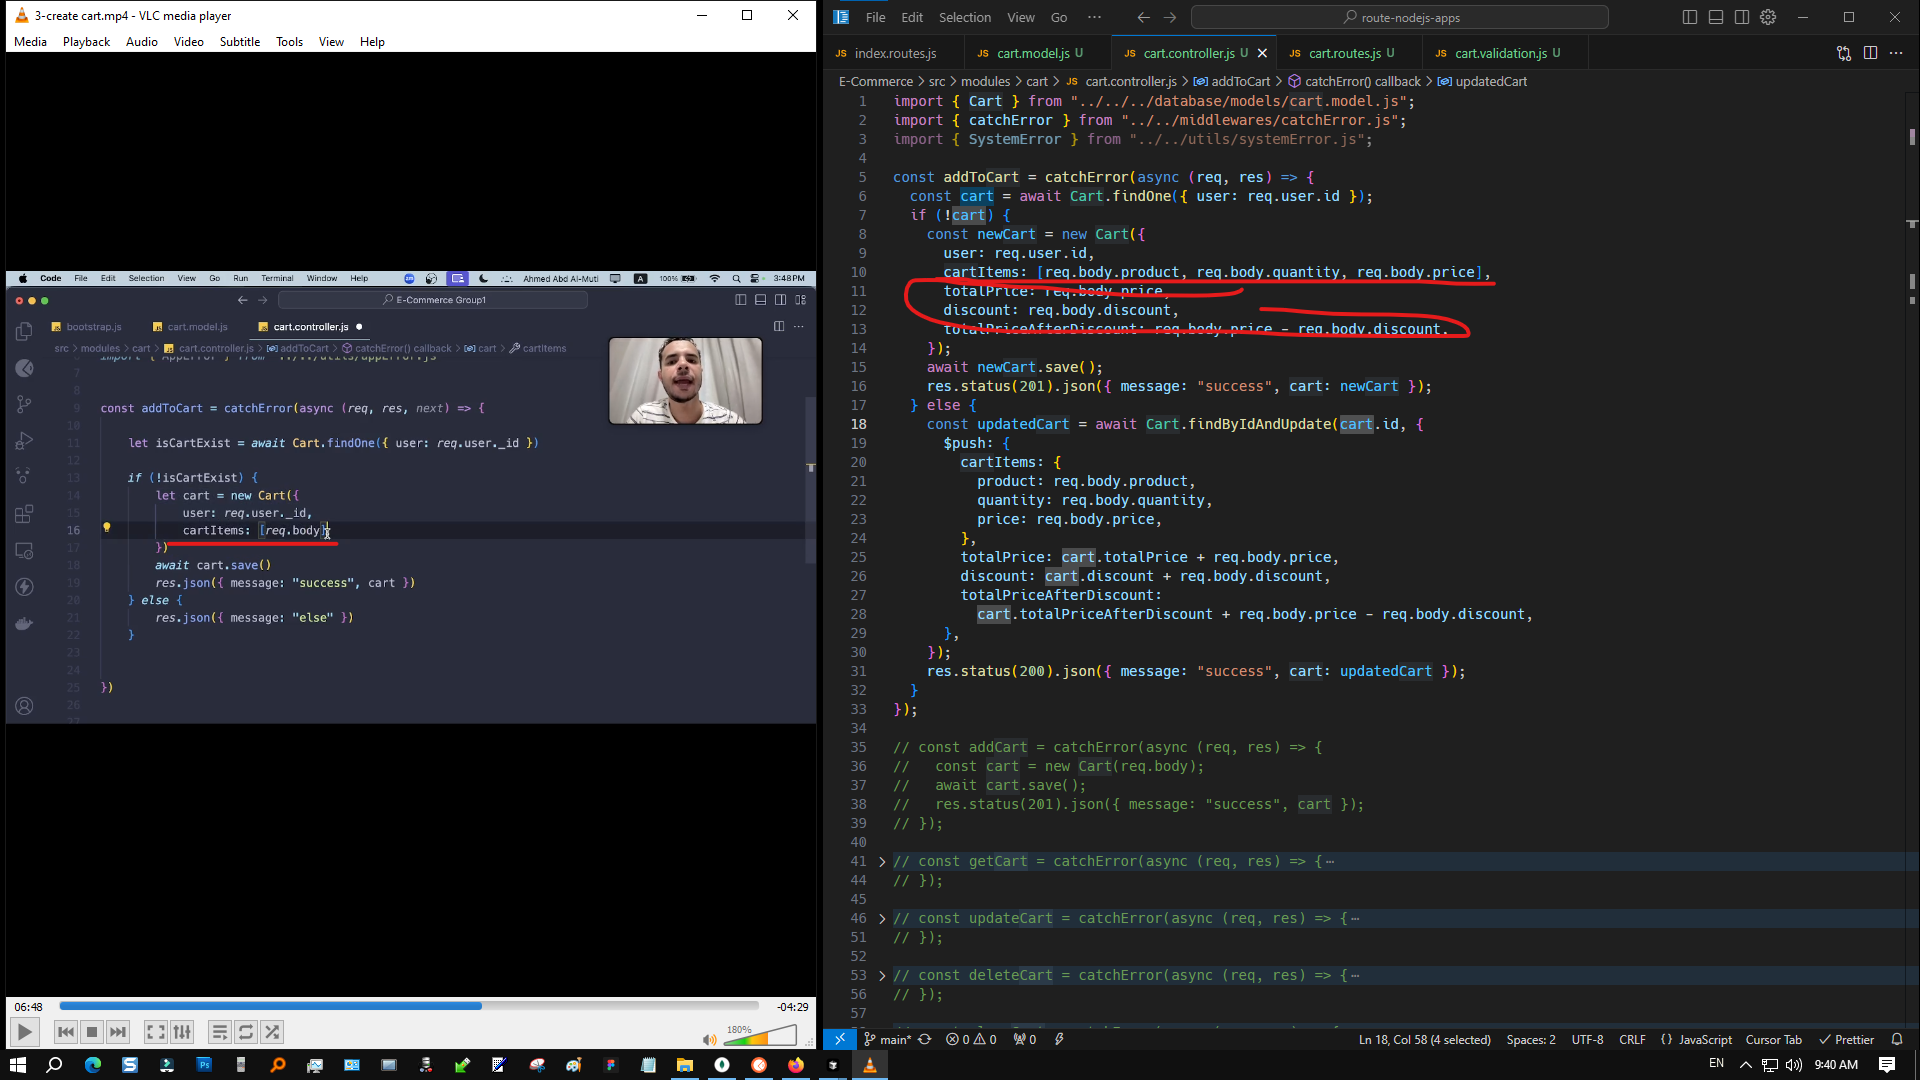 3-create cart.mp4 - VLC media player
Media Playback Audio Video Subtitle Tools View Help
Code File Edit Selection View Go Run Terminal Window Help
Ahmed Abd Al-Muti A 100% 3:48 PM
E-Commerce Group1
bootstrap.js cart.model.js cart.controller.js
src > modules > cart > cart.controller.js > addToCart > catchError() callback > cart > cartItems
7
8
9 const addToCart = catchError(async (req, res, next) => {
10
11 let isCartExist = await Cart.findOne({ user: req.user._id })
12
13 if (!isCartExist) {
14 let cart = new Cart({
15 user: req.user._id,
16 cartItems: [req.body]
17 })
18 await cart.save()
19 res.json({ message: "success", cart })
20 } else {
21 res.json({ message: "else" })
22 }
23
24
25 })
26
27
06:48 -04:29
180%
File Edit Selection View Go ···
route-nodejs-apps
JS index.routes.js JS cart.model.js U JS cart.controller.js U JS cart.routes.js U JS cart.validation.js U
E-Commerce > src > modules > cart > JS cart.controller.js > addToCart > catchError() callback > updatedCart
1 import { Cart } from "../../../database/models/cart.model.js";
2 import { catchError } from "../../middlewares/catchError.js";
3 import { SystemError } from "../../utils/systemError.js";
4
5 const addToCart = catchError(async (req, res) => {
6 const cart = await Cart.findOne({ user: req.user.id });
7 if (!cart) {
8 const newCart = new Cart({
9 user: req.user.id,
10 cartItems: [req.body.product, req.body.quantity, req.body.price],
11 totalPrice: req.body.price,
12 discount: req.body.discount,
13 totalPriceAfterDiscount: req.body.price - req.body.discount,
14 });
15 await newCart.save();
16 res.status(201).json({ message: "success", cart: newCart });
17 } else {
18 const updatedCart = await Cart.findByIdAndUpdate(cart.id, {
19 $push: {
20 cartItems: {
21 product: req.body.product,
22 quantity: req.body.quantity,
23 price: req.body.price,
24 },
25 totalPrice: cart.totalPrice + req.body.price,
26 discount: cart.discount + req.body.discount,
27 totalPriceAfterDiscount:
28 cart.totalPriceAfterDiscount + req.body.price - req.body.discount,
29 },
30 });
31 res.status(200).json({ message: "success", cart: updatedCart });
32 }
33 });
34
35 // const addCart = catchError(async (req, res) => {
36 // const cart = new Cart(req.body);
37 // await cart.save();
38 // res.status(201).json({ message: "success", cart });
39 // });
40
41 // const getCart = catchError(async (req, res) => {···
44 // });
45
46 // const updateCart = catchError(async (req, res) => {···
51 // });
52
53 // const deleteCart = catchError(async (req, res) => {···
56 // });
57
main* 0 0 0 Ln 18, Col 58 (4 selected) Spaces: 2 UTF-8 CRLF {} JavaScript Cursor Tab Prettier
EN 9:40 AM